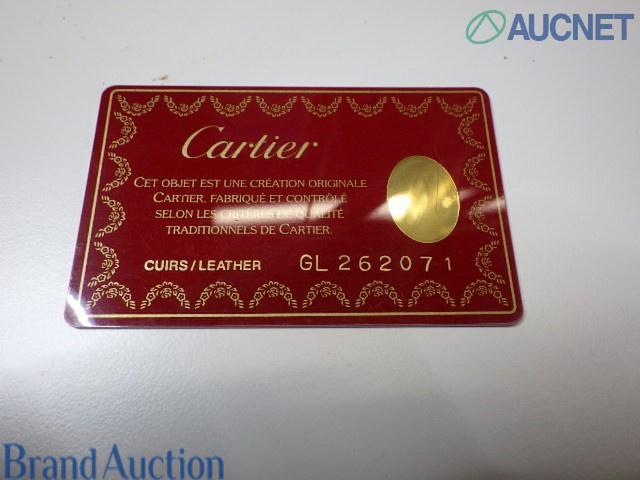 AUCNET
Cartier
CET OBJET EST UNE CRÉATION ORIGINALE
CARTIER, FABRIQUÉ ET CONTRÔLÉ
SELON LES CRITÈRES DE QUALITÉ
TRADITIONNELS DE CARTIER.
CUIRS/LEATHER GL 262071
Brand Auction